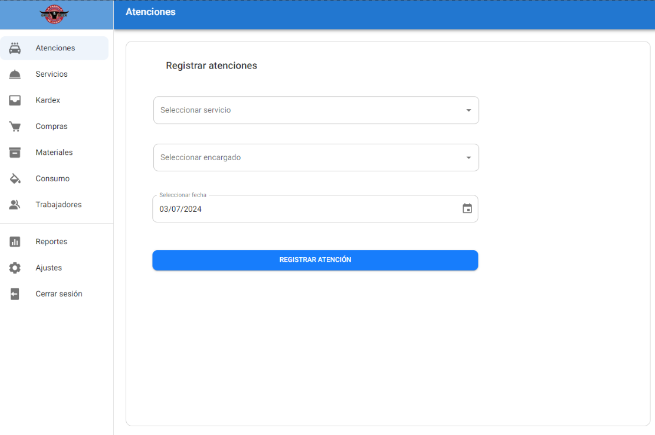 Atenciones
Atenciones
Servicios
Kardex
Compras
Materiales
Consumo
Trabajadores
Reportes
Ajustes
Cerrar sesión
Registrar atenciones
Seleccionar servicio
Seleccionar encargado
Seleccionar fecha
03/07/2024
REGISTRAR ATENCIÓN